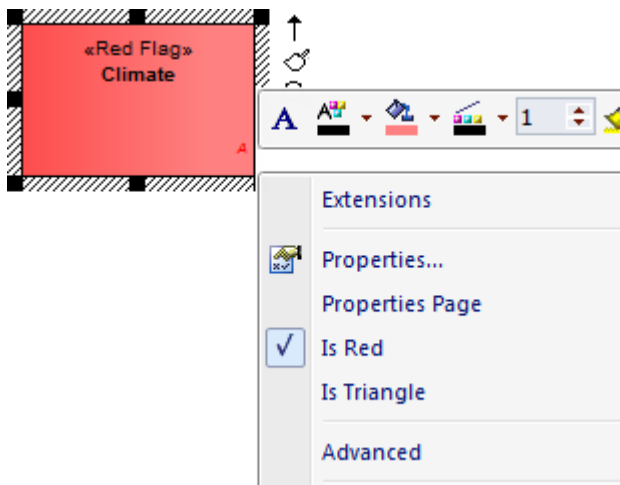 «Red Flag»
Climate
A
A A 1
Extensions
Properties...
Properties Page
Is Red
Is Triangle
Advanced